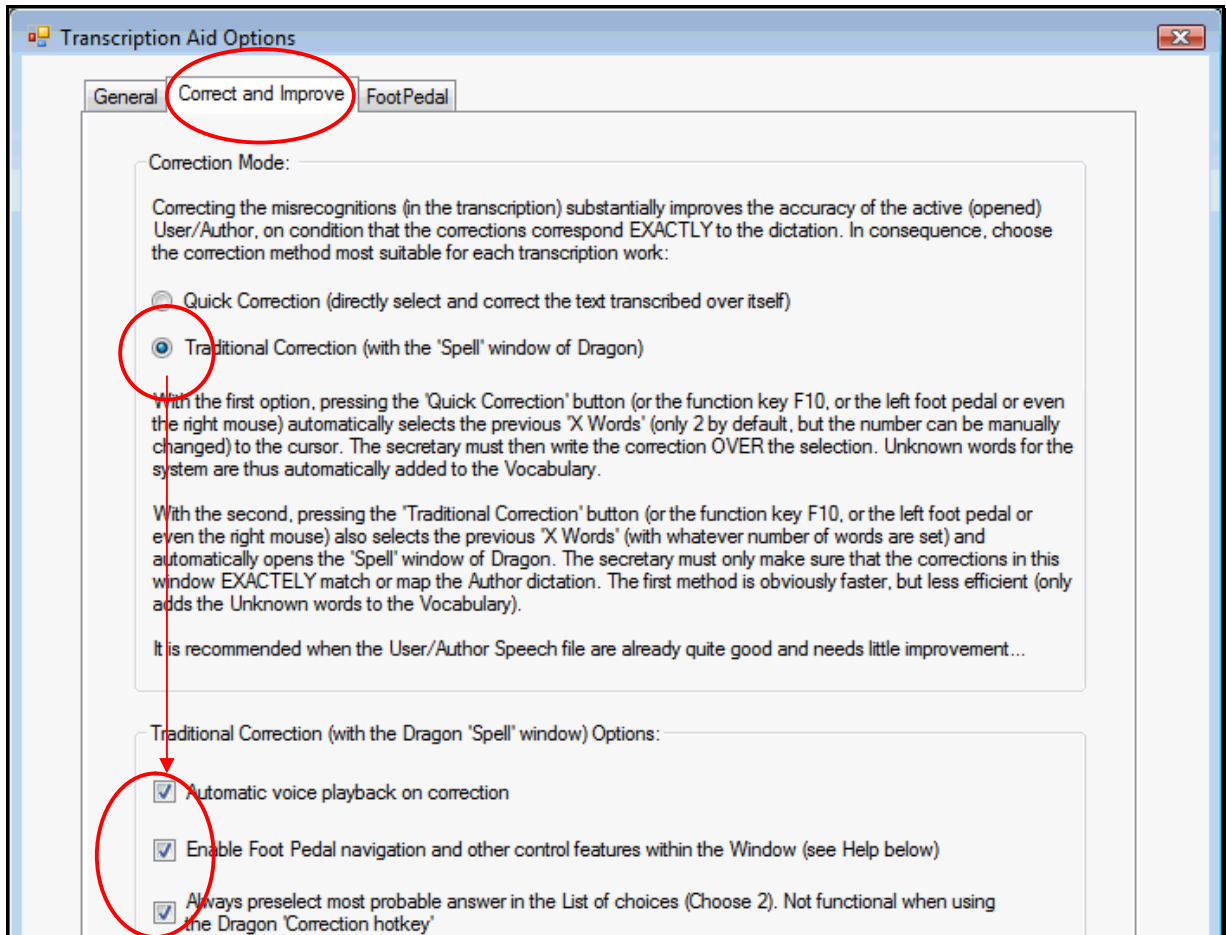 Transcription Aid Options
General Correct and Improve FootPedal
Correction Mode:
Correcting the misrecognitions (in the transcription) substantially improves the accuracy of the active (opened)
User/Author, on condition that the corrections correspond EXACTLY to the dictation. In consequence, choose
the correction method most suitable for each transcription work:
Quick Correction (directly select and correct the text transcribed over itself)
Traditional Correction (with the 'Spell' window of Dragon)
With the first option, pressing the 'Quick Correction' button (or the function key F10, or the left foot pedal or even
the right mouse) automatically selects the previous 'X Words' (only 2 by default, but the number can be manually
changed) to the cursor. The secretary must then write the correction OVER the selection. Unknown words for the
system are thus automatically added to the Vocabulary.
With the second, pressing the 'Traditional Correction' button (or the function key F10, or the left foot pedal or
even the right mouse) also selects the previous 'X Words' (with whatever number of words are set) and
automatically opens the 'Spell' window of Dragon. The secretary must only make sure that the corrections in this
window EXACTELY match or map the Author dictation. The first method is obviously faster, but less efficient (only
adds the Unknown words to the Vocabulary).
It is recommended when the User/Author Speech file are already quite good and needs little improvement...
Traditional Correction (with the Dragon 'Spell' window) Options:
Automatic voice playback on correction
Enable Foot Pedal navigation and other control features within the Window (see Help below)
Always preselect most probable answer in the List of choices (Choose 2). Not functional when using
the Dragon 'Correction hotkey'